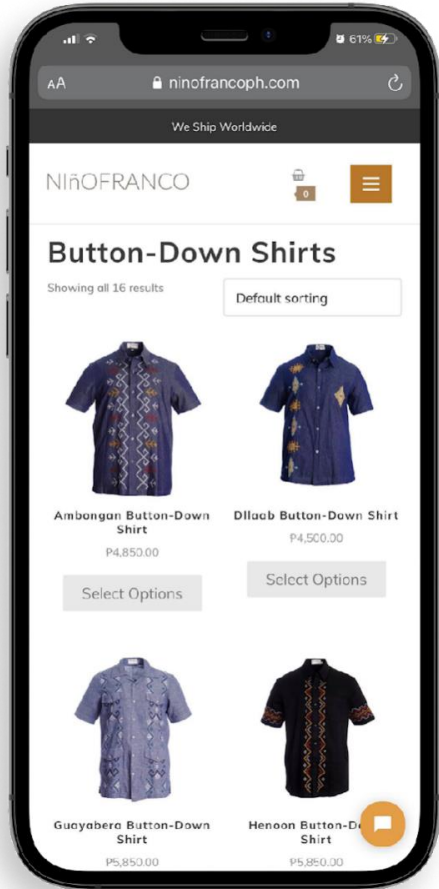 61%
AA
ninofrancoph.com
We Ship Worldwide
NIñOFRANCO
0
Button-Down Shirts
Showing all 16 results
Default sorting
Ambongan Button-Down
Shirt
₱4,850.00
Select Options
Dllaab Button-Down Shirt
₱4,500.00
Select Options
Guayabera Button-Down
Shirt
₱5,850.00
Henoon Button-D
Shirt
₱5,850.00